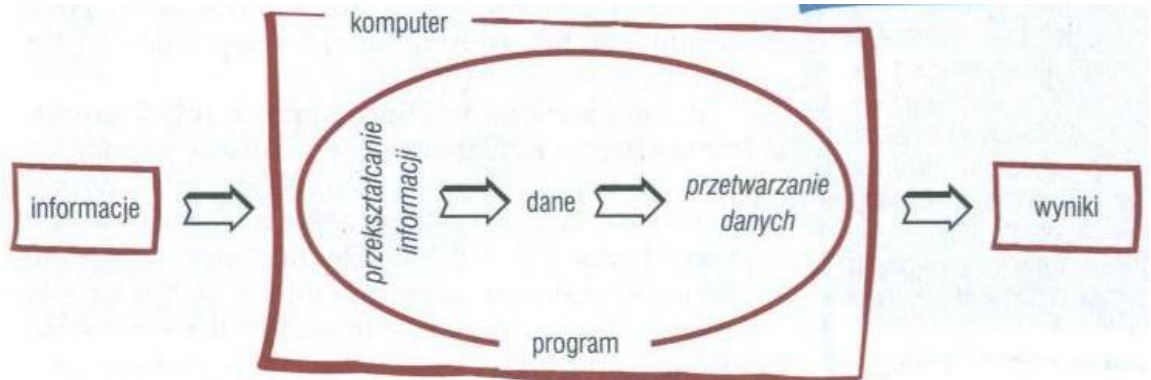 komputer
informacje
przekształcanie
informacji
dane
przetwarzanie
danych
wyniki
program